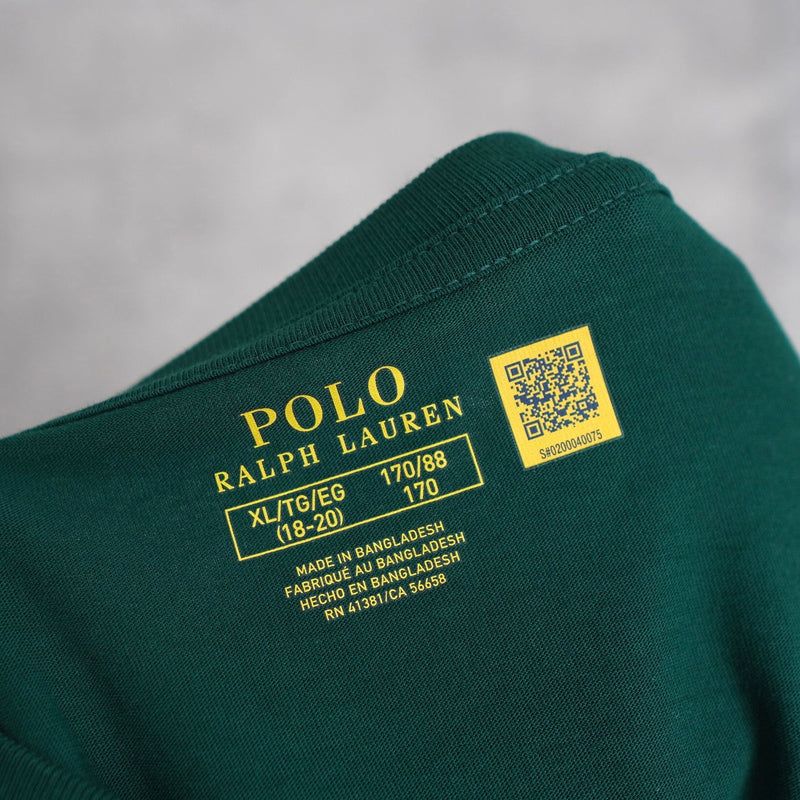 POLO
RALPH LAUREN
XL/TG/EG 170/88
(18-20) 170
MADE IN BANGLADESH
FABRIQUÉ AU BANGLADESH
HECHO EN BANGLADESH
RN 41381/CA 56658
S#0200040075